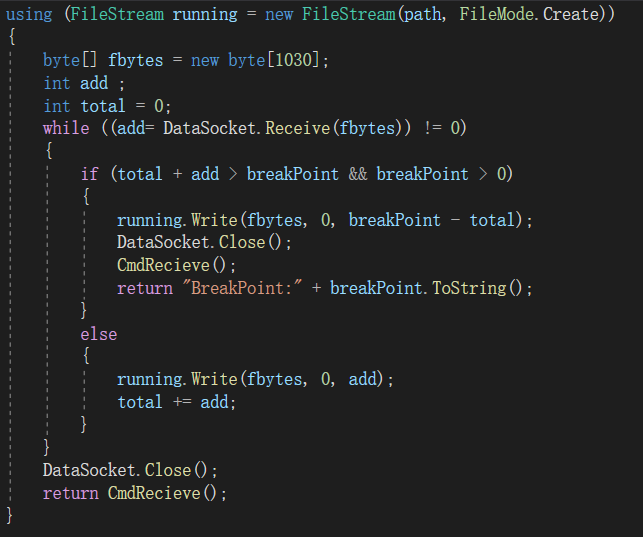 using (FileStream running = new FileStream(path, FileMode.Create))
{
byte[] fbytes = new byte[1030];
int add ;
int total = 0;
while ((add= DataSocket.Receive(fbytes)) != 0)
{
if (total + add > breakPoint && breakPoint > 0)
{
running.Write(fbytes, 0, breakPoint - total);
DataSocket.Close();
CmdRecieve();
return "BreakPoint:" + breakPoint.ToString();
}
else
{
running.Write(fbytes, 0, add);
total += add;
}
}
DataSocket.Close();
return CmdRecieve();
}